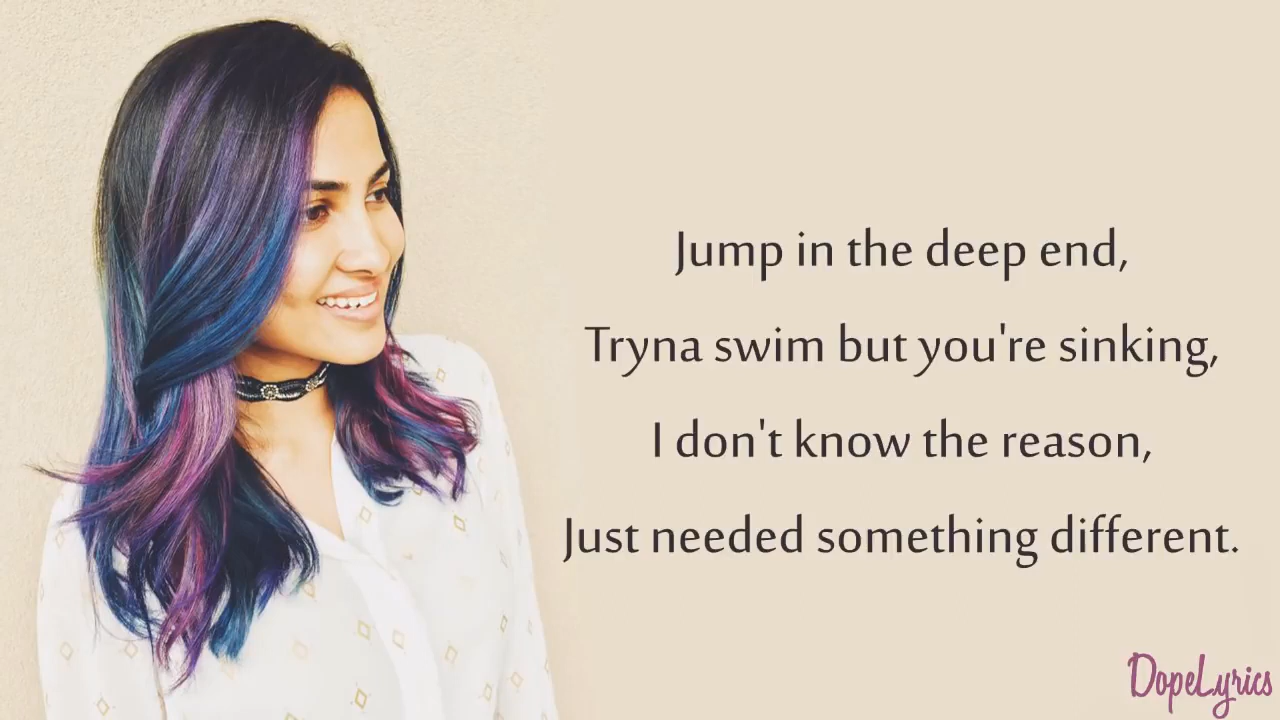 Jump in the deep end,
Tryna swim but you're sinking,
I don't know the reason,
Just needed something different.
DopeLyrics